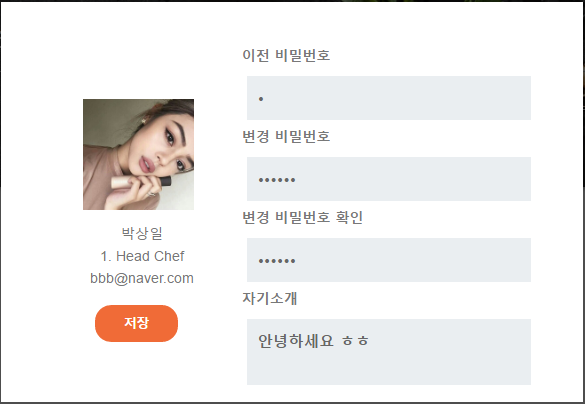 이전 비밀번호
•
변경 비밀번호
••••••
변경 비밀번호 확인
••••••
자기소개
안녕하세요 ㅎㅎ
박상일
1. Head Chef
bbb@naver.com
저장